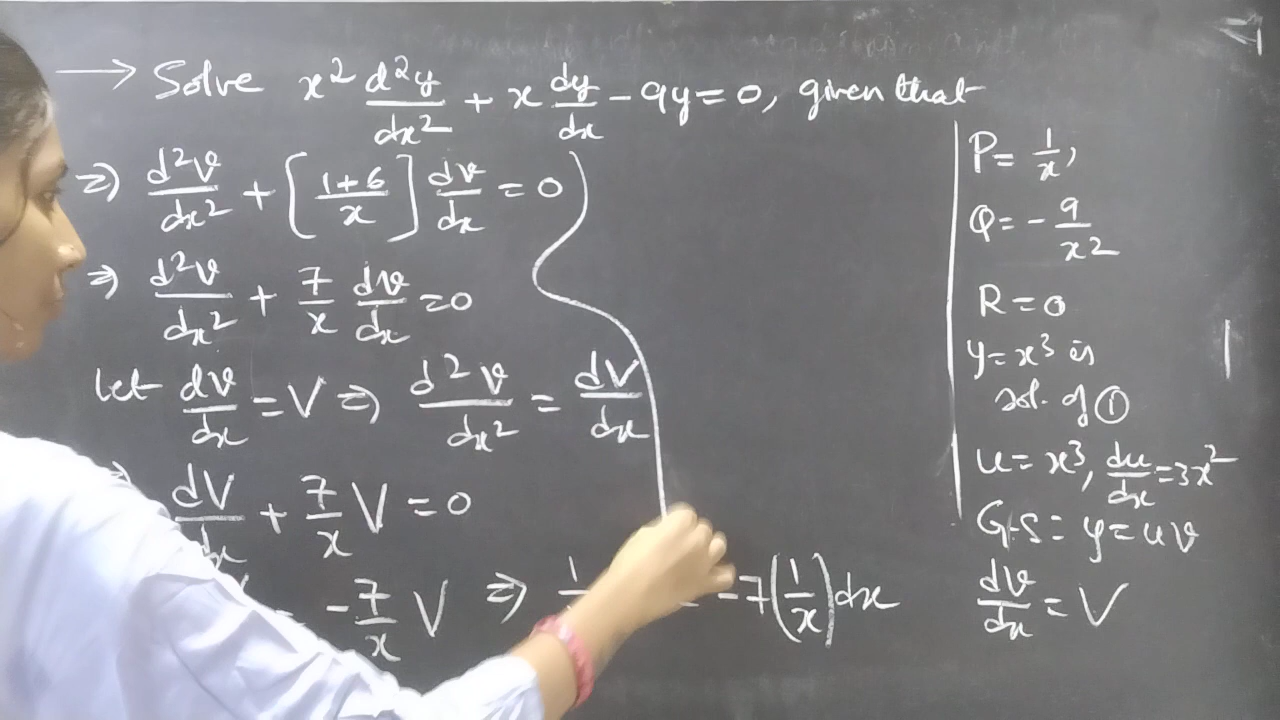 → Solve x² d²y/dx² + x dy/dx - 9y = 0, given that
⇒ d²v/dx² + [1+6/x] dv/dx = 0
⇒ d²v/dx² + 7/x dv/dx = 0
let dv/dx = V ⇒ d²v/dx² = dV/dx
⇒ dV/dx + 7/x V = 0
= -7/x V ⇒ 1 = -7(1/x)dx
P = 1/x,
Q = -9/x²
R = 0
y = x³ is
sol. of ①
u = x³, du/dx = 3x²
G.S = y = uv
dv/dx = V